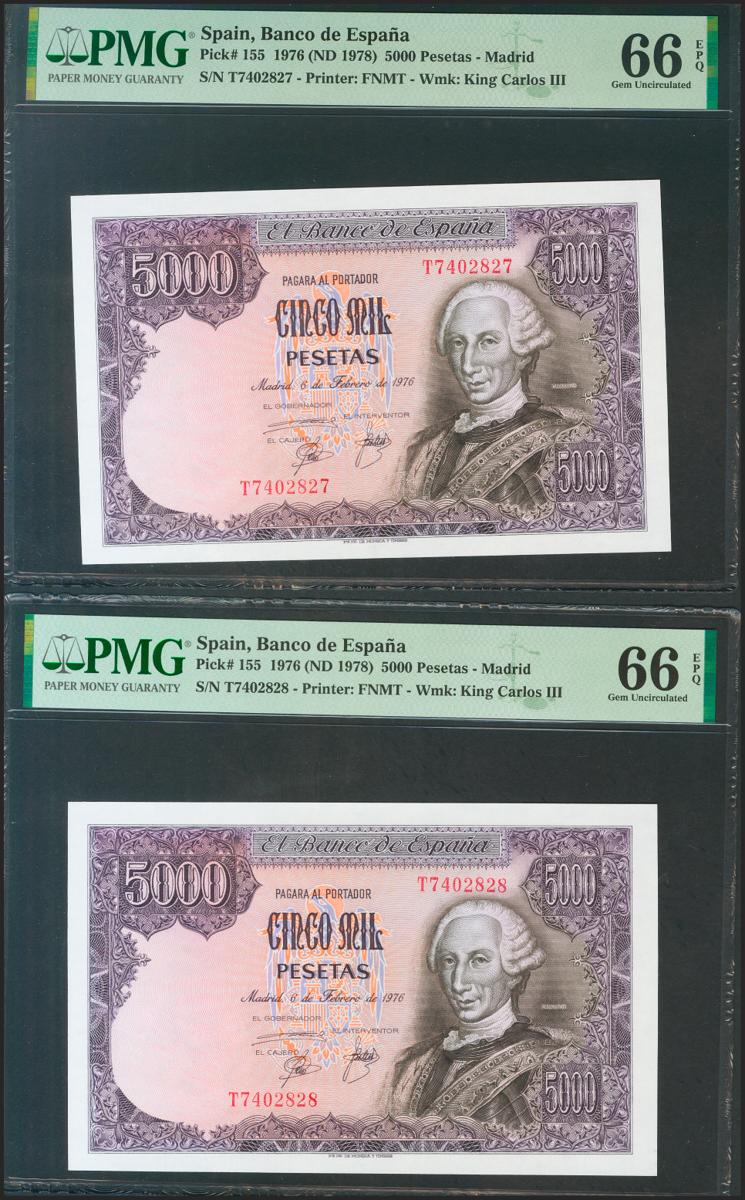 PMG®
PAPER MONEY GUARANTY
Spain, Banco de España
Pick# 155 1976 (ND 1978) 5000 Pesetas - Madrid
S/N T7402827 - Printer: FNMT - Wmk: King Carlos III
66 EPQ
Gem Uncirculated
El Banco de España
5000
5000
T7402827
PAGARA AL PORTADOR
CINCO MIL
PESETAS
Madrid, 6 de Febrero de 1976
EL GOBERNADOR
EL INTERVENTOR
EL CAJERO
5000
T7402827
PMG®
PAPER MONEY GUARANTY
Spain, Banco de España
Pick# 155 1976 (ND 1978) 5000 Pesetas - Madrid
S/N T7402828 - Printer: FNMT - Wmk: King Carlos III
66 EPQ
Gem Uncirculated
El Banco de España
5000
5000
T7402828
PAGARA AL PORTADOR
CINCO MIL
PESETAS
Madrid, 6 de Febrero de 1976
EL GOBERNADOR
EL INTERVENTOR
EL CAJERO
5000
T7402828